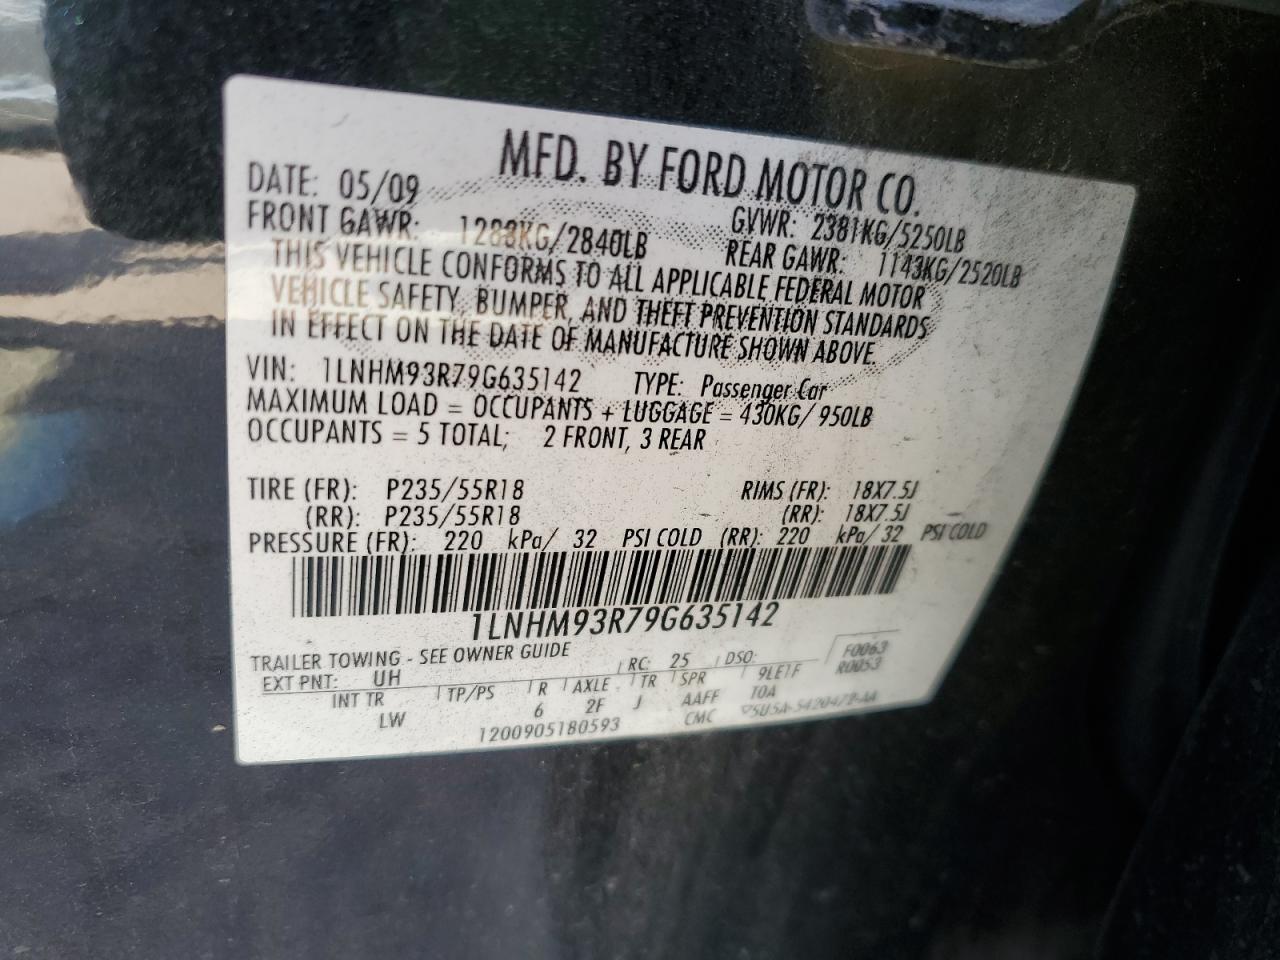 MFD. BY FORD MOTOR CO.
DATE: 05/09 GVWR: 2381KG/5250LB
FRONT GAWR: 1288KG/2840LB REAR GAWR: 1143KG/2520LB
THIS VEHICLE CONFORMS TO ALL APPLICABLE FEDERAL MOTOR
VEHICLE SAFETY, BUMPER, AND THEFT PREVENTION STANDARDS
IN EFFECT ON THE DATE OF MANUFACTURE SHOWN ABOVE.
VIN: 1LNHM93R79G635142 TYPE: Passenger Car
MAXIMUM LOAD = OCCUPANTS + LUGGAGE = 430KG/ 950LB
OCCUPANTS = 5 TOTAL; 2 FRONT, 3 REAR
TIRE (FR): P235/55R18 RIMS (FR): 18X7.5J
(RR): P235/55R18 (RR): 18X7.5J
PRESSURE (FR): 220 kPa/ 32 PSI COLD (RR): 220 kPa/ 32 PSI COLD
1LNHM93R79G635142
TRAILER TOWING - SEE OWNER GUIDE F0063
EXT PNT: UH RC: 25 DSO: R0053
INT TR TP/PS R AXLE TR SPR 9LE1F
LW 6 2F J AAFF TOA
1200905180593 CMC